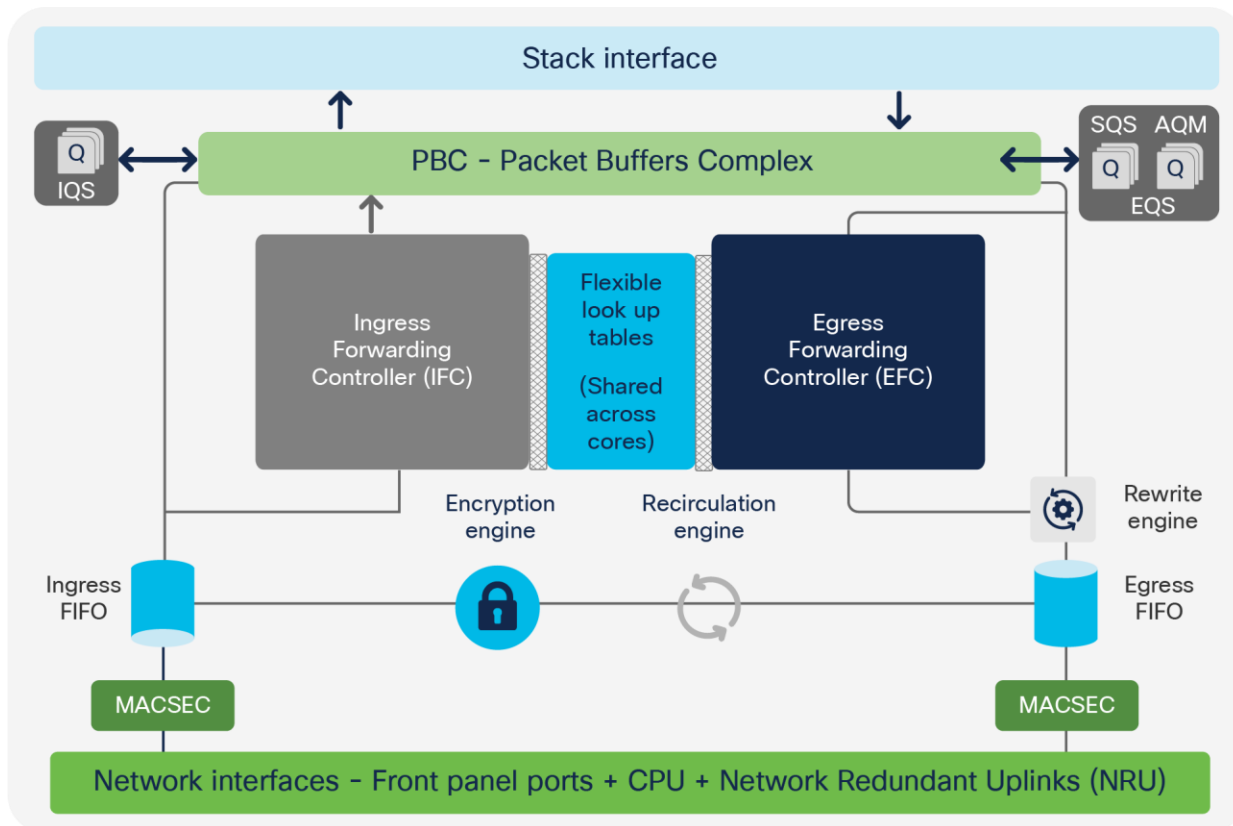 Stack interface
SQS AQM
Q
IQS
PBC - Packet Buffers Complex
Q Q
EQS
Ingress
Forwarding
Controller (IFC)
Flexible
look up
tables
(Shared
across
cores)
Egress
Forwarding
Controller (EFC)
Encryption
engine
Recirculation
engine
Rewrite
engine
Ingress
FIFO
Egress
FIFO
MACSEC
MACSEC
Network interfaces - Front panel ports + CPU + Network Redundant Uplinks (NRU)